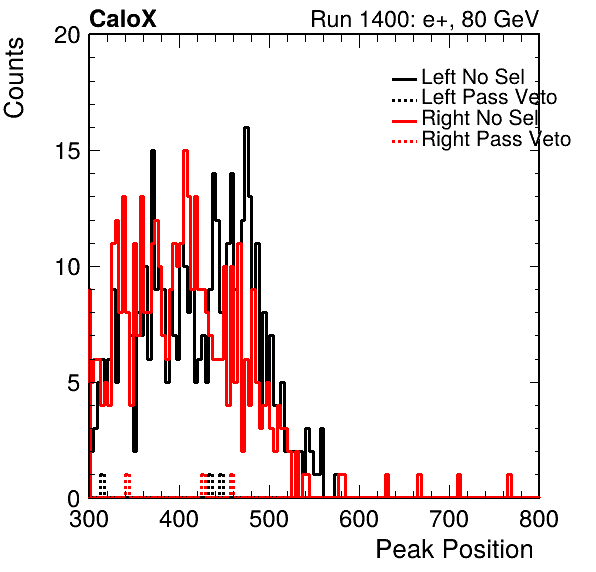 CaloX
Run 1400: e+, 80 GeV
Counts
20
15
10
5
0
Left No Sel
Left Pass Veto
Right No Sel
Right Pass Veto
300 400 500 600 700 800
Peak Position